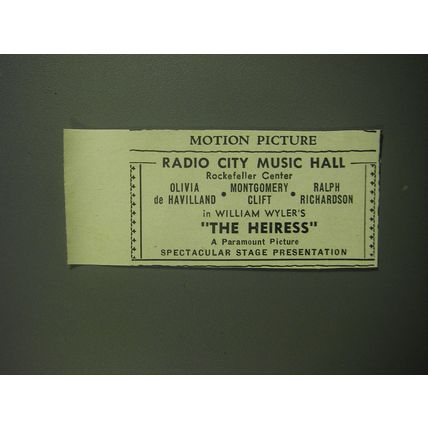 MOTION PICTURE
RADIO CITY MUSIC HALL
Rockefeller Center
OLIVIA de HAVILLAND • MONTGOMERY CLIFT • RALPH RICHARDSON
in WILLIAM WYLER'S
"THE HEIRESS"
A Paramount Picture
SPECTACULAR STAGE PRESENTATION